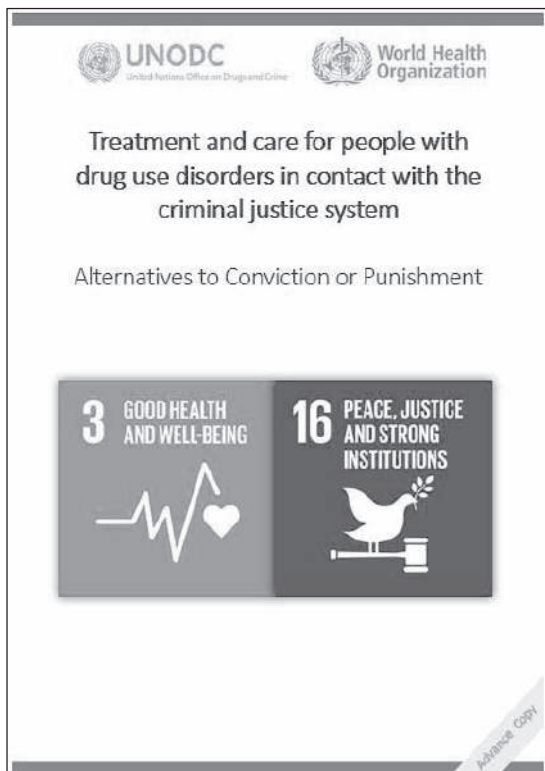 UNODC
United Nations Office on Drugs and Crime
World Health
Organization
Treatment and care for people with
drug use disorders in contact with the
criminal justice system
Alternatives to Conviction or Punishment
3 GOOD HEALTH
AND WELL-BEING
16 PEACE, JUSTICE
AND STRONG
INSTITUTIONS
Advance Copy